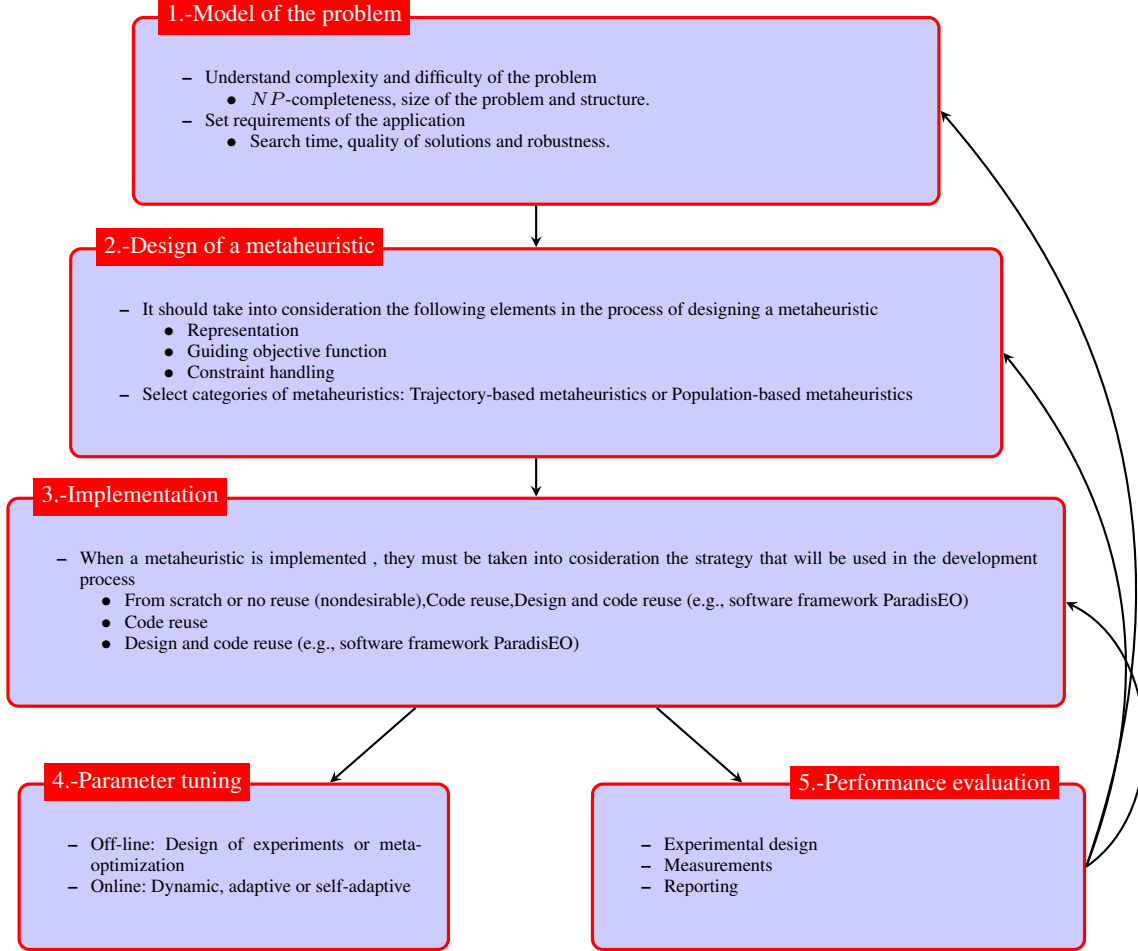 1.-Model of the problem
– Understand complexity and difficulty of the problem
● NP-completeness, size of the problem and structure.
– Set requirements of the application
● Search time, quality of solutions and robustness.
2.-Design of a metaheuristic
– It should take into consideration the following elements in the process of designing a metaheuristic
● Representation
● Guiding objective function
● Constraint handling
– Select categories of metaheuristics: Trajectory-based metaheuristics or Population-based metaheuristics
3.-Implementation
– When a metaheuristic is implemented , they must be taken into cosideration the strategy that will be used in the development
process
● From scratch or no reuse (nondesirable),Code reuse,Design and code reuse (e.g., software framework ParadisEO)
● Code reuse
● Design and code reuse (e.g., software framework ParadisEO)
4.-Parameter tuning
– Off-line: Design of experiments or meta-
optimization
– Online: Dynamic, adaptive or self-adaptive
5.-Performance evaluation
– Experimental design
– Measurements
– Reporting